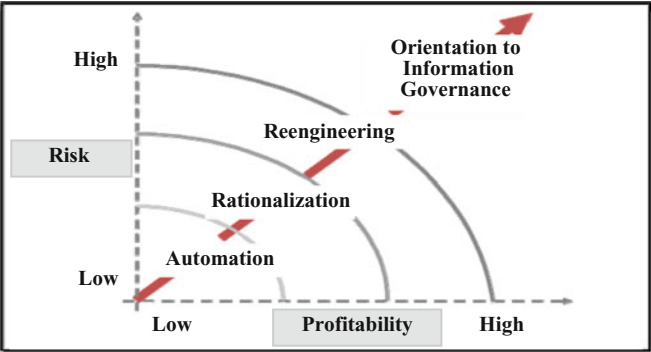 Orientation to
Information
Governance
High
Reengineering
Risk
Rationalization
Automation
Low
Low
Profitability
High